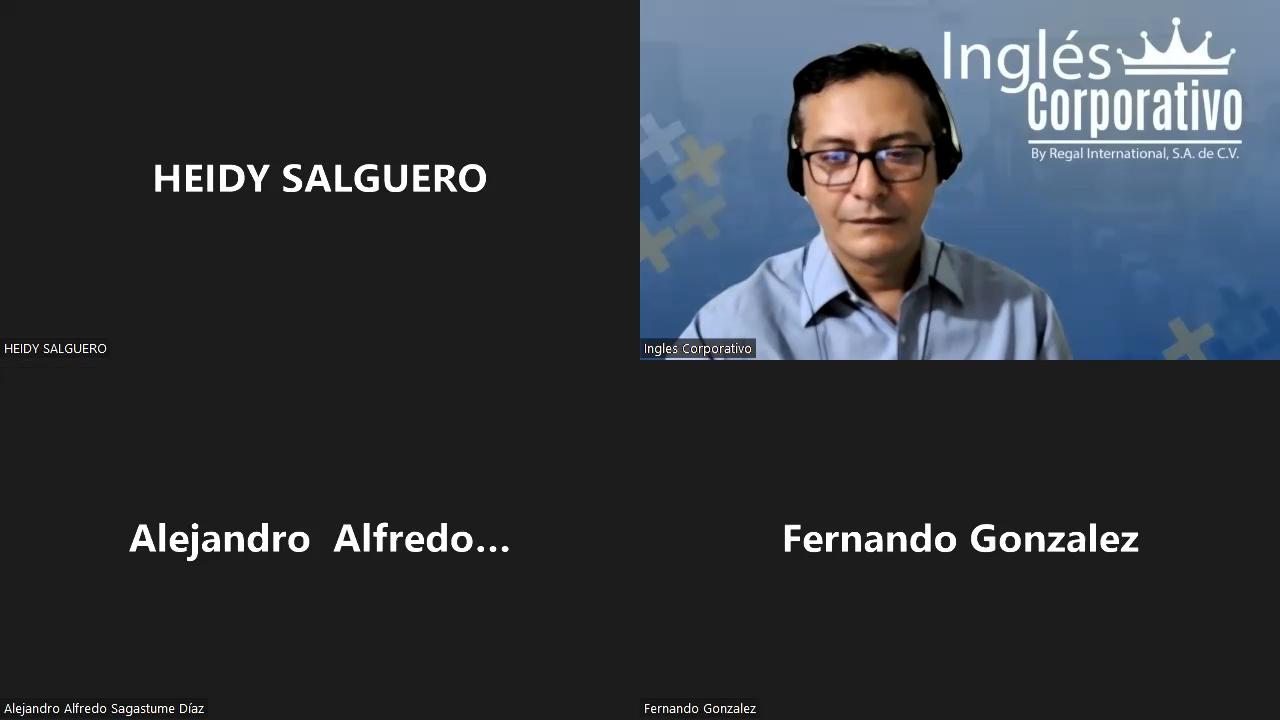 HEIDY SALGUERO
HEIDY SALGUERO
Inglés
Corporativo
By Regal International, S.A. de C.V.
Ingles Corporativo
Alejandro Alfredo...
Alejandro Alfredo Sagastume Díaz
Fernando Gonzalez
Fernando Gonzalez